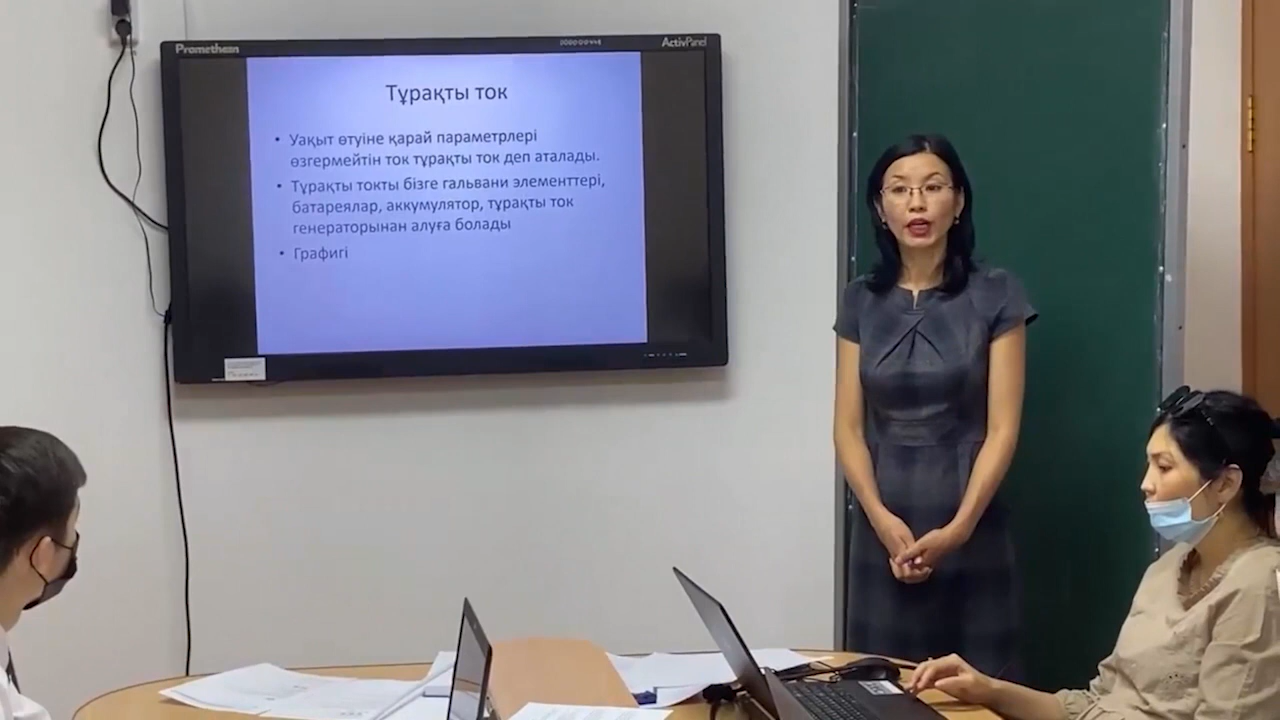 Promethean
ActivPanel
Тұрақты ток
• Уақыт өтуіне қарай параметрлері
өзгермейтін ток тұрақты ток деп аталады.
• Тұрақты токты бізге гальвани элементтері,
батареялар, аккумулятор, тұрақты ток
генераторынан алуға болады
• Графигі